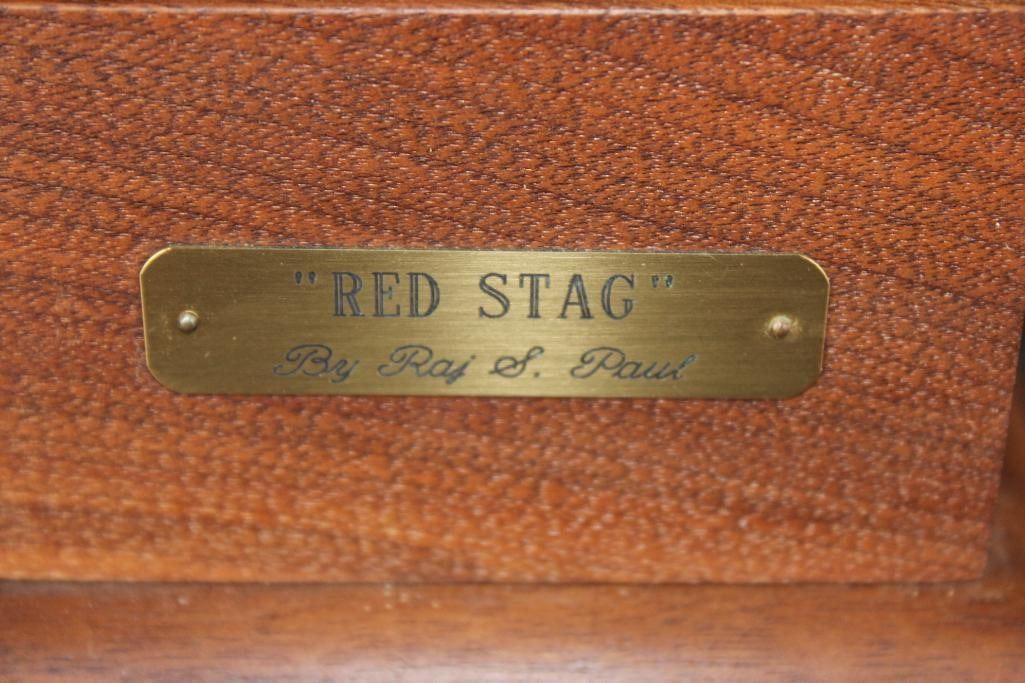 "RED STAG"
By Raj S. Paul